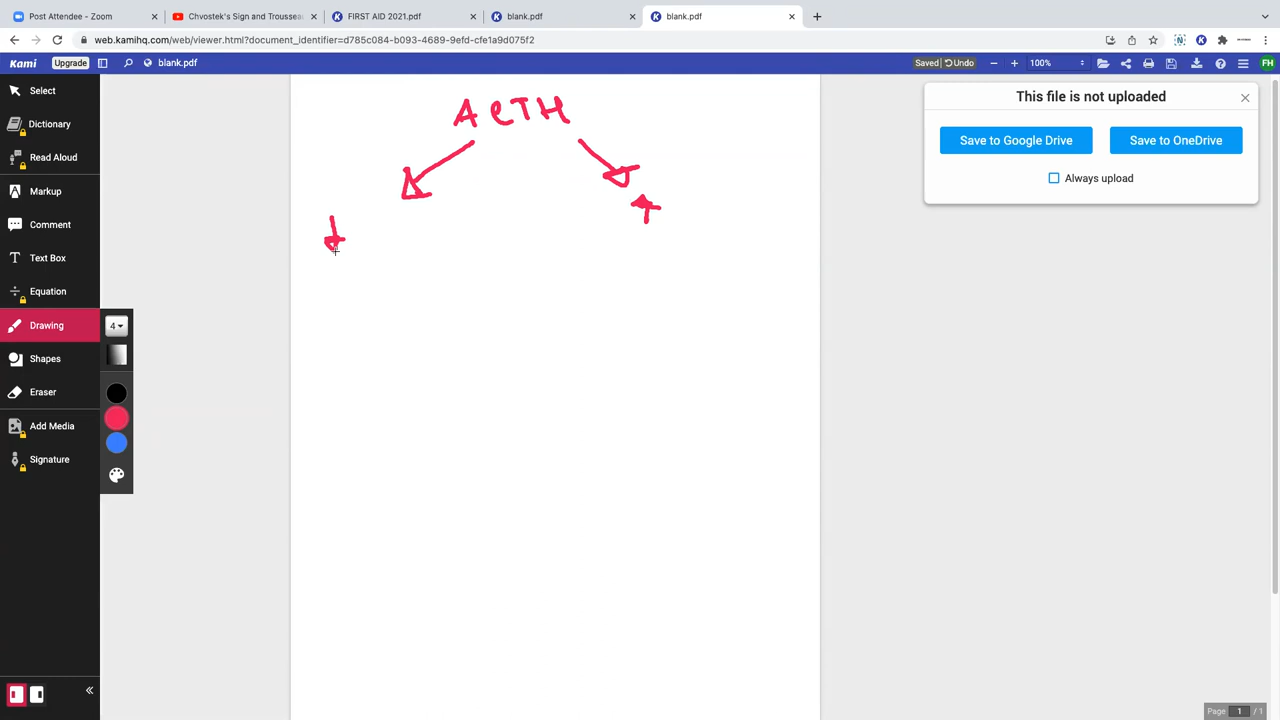 Post Attendee - Zoom
Chvostek's Sign and Trousseau
FIRST AID 2021.pdf
blank.pdf
blank.pdf
web.kamihq.com/web/viewer.html?document_identifier=d785c084-b093-4689-9efd-cfe1a9d075f2
Kami
Upgrade
blank.pdf
Saved
Undo
100%
FH
Select
Dictionary
Read Aloud
Markup
Comment
Text Box
Equation
Drawing
Shapes
Eraser
Add Media
Signature
4
ACTH
This file is not uploaded
Save to Google Drive
Save to OneDrive
Always upload
Page 1 / 1